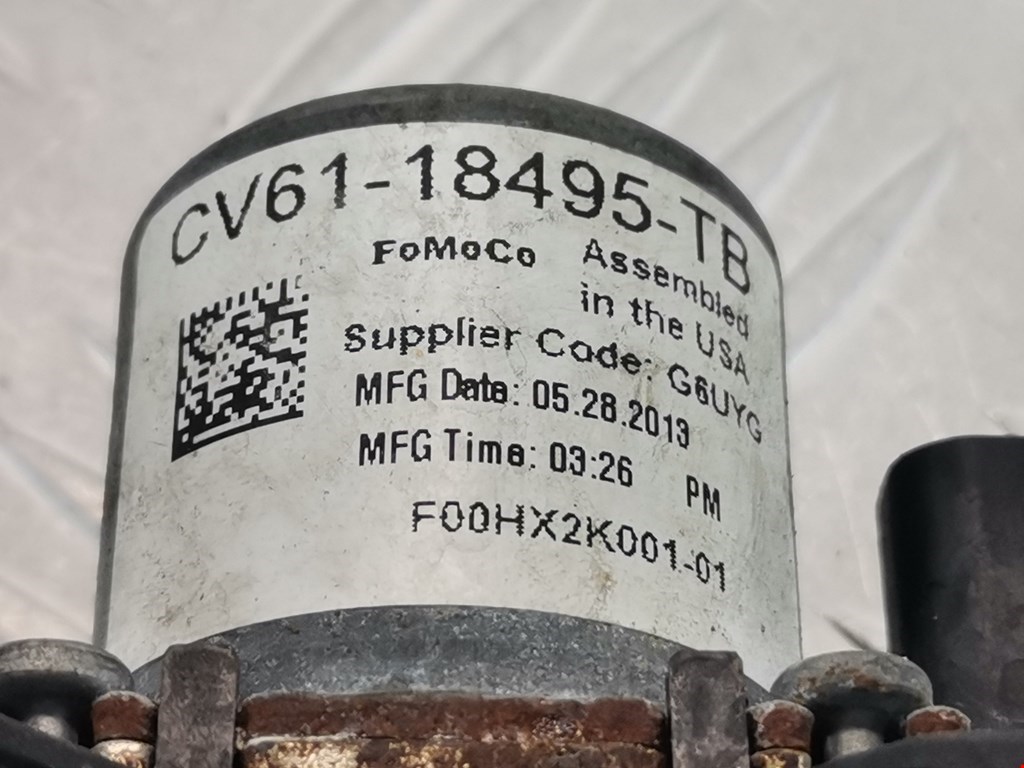 CV61-18495-TB
FoMoCo Assembled
in the USA
Supplier Code: G6UYG
MFG Date: 05.28.2013
MFG Time: 03:26 PM
F00HX2K001-01